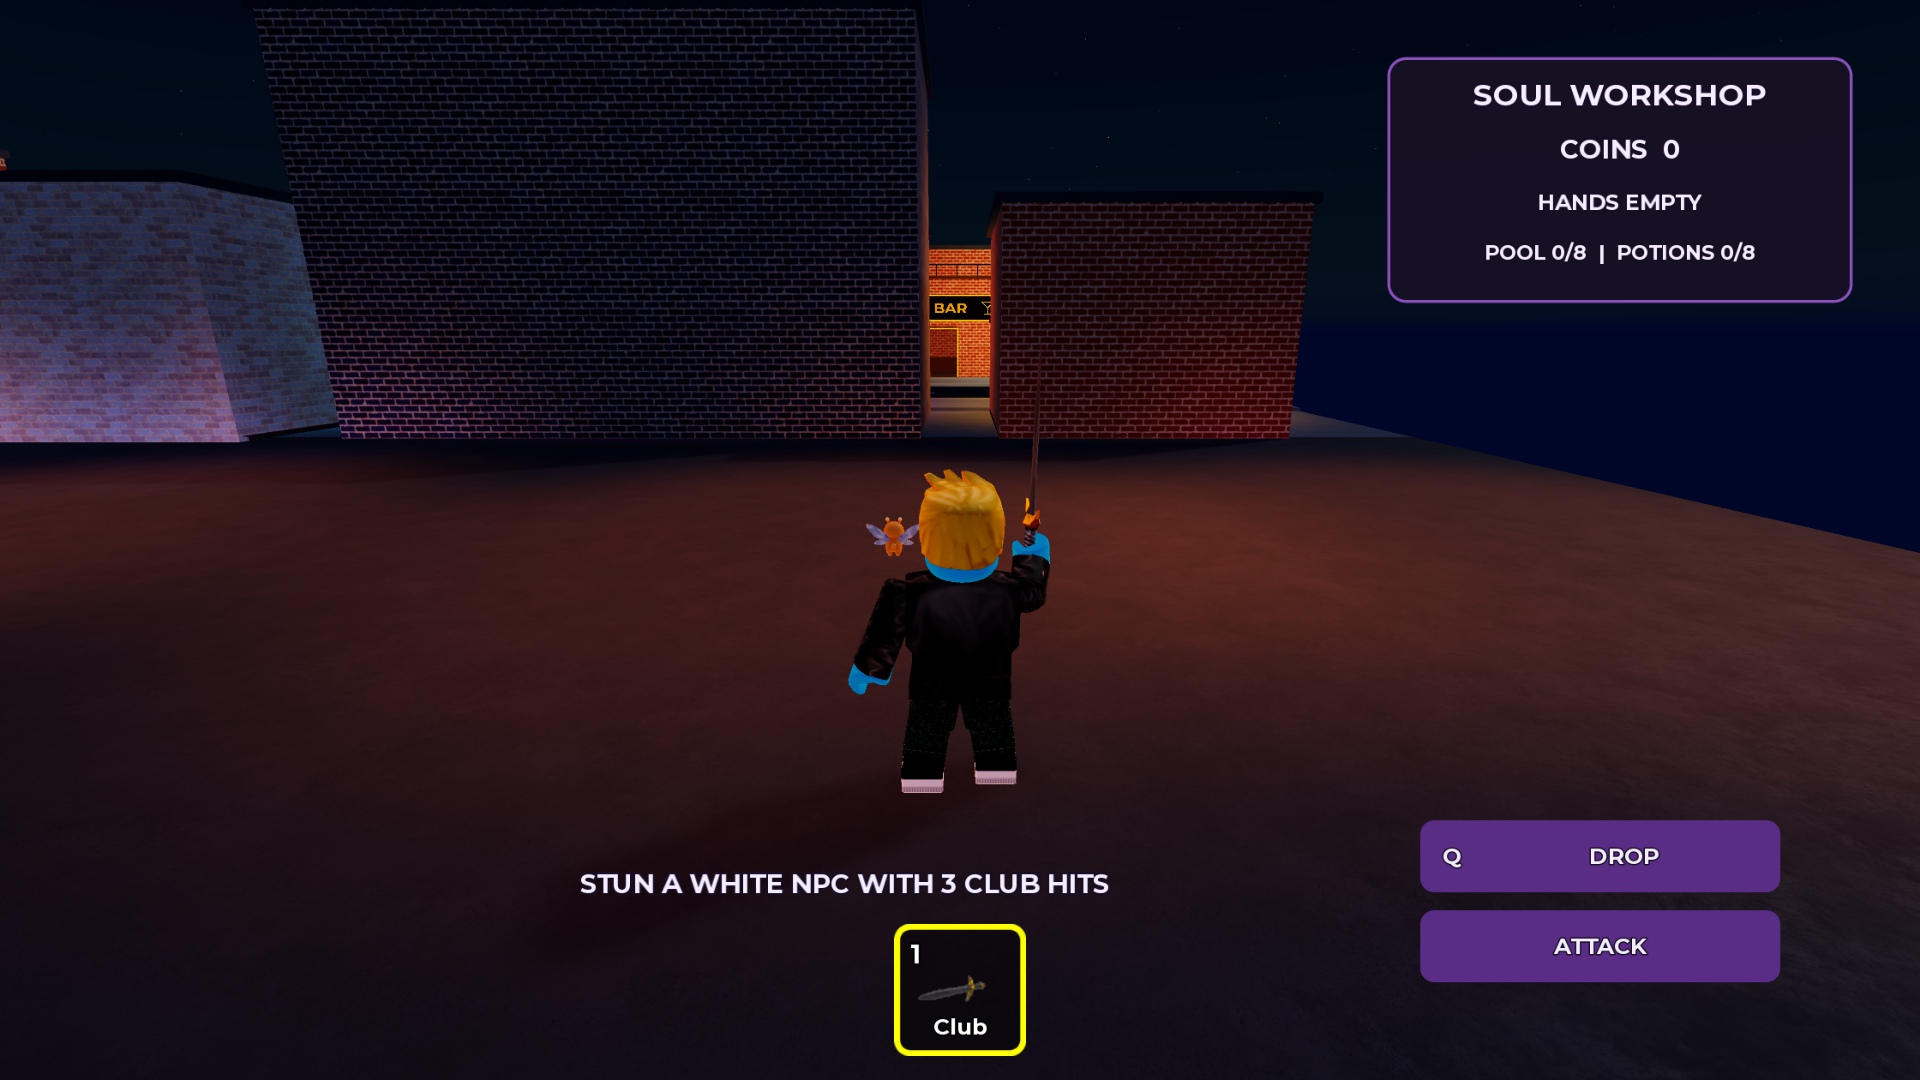 SOUL WORKSHOP
COINS 0
HANDS EMPTY
POOL 0/8 | POTIONS 0/8
BAR
STUN A WHITE NPC WITH 3 CLUB HITS
Q DROP
ATTACK
1
Club